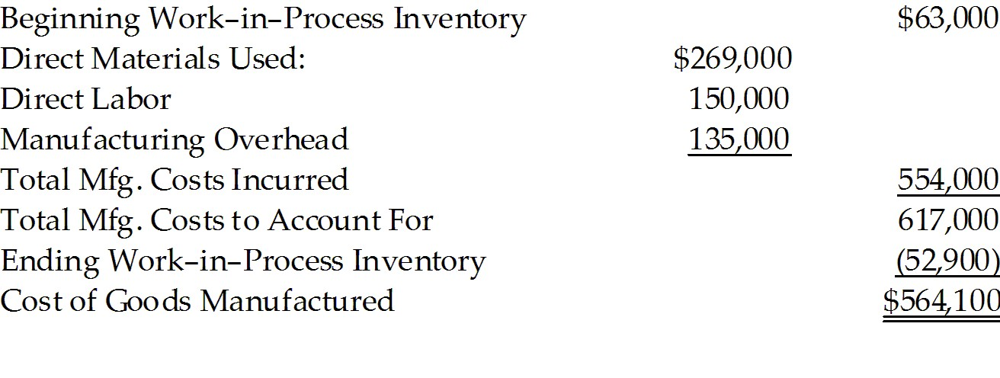 Beginning Work-in-Process Inventory $63,000
Direct Materials Used: $269,000
Direct Labor 150,000
Manufacturing Overhead 135,000
Total Mfg. Costs Incurred 554,000
Total Mfg. Costs to Account For 617,000
Ending Work-in-Process Inventory (52,900)
Cost of Goods Manufactured $564,100